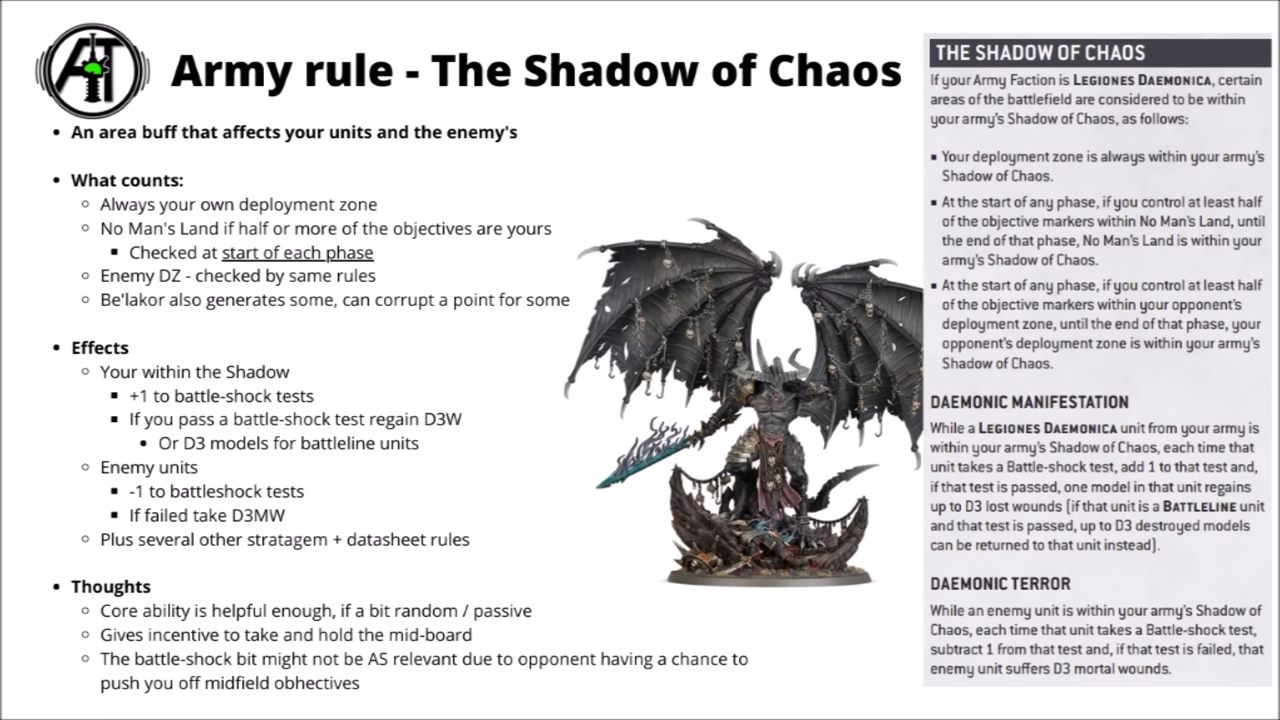 AT
Army rule - The Shadow of Chaos
• An area buff that affects your units and the enemy's
• What counts:
○ Always your own deployment zone
○ No Man's Land if half or more of the objectives are yours
▪ Checked at start of each phase
○ Enemy DZ - checked by same rules
○ Be'lakor also generates some, can corrupt a point for some
• Effects
○ Your within the Shadow
▪ +1 to battle-shock tests
▪ If you pass a battle-shock test regain D3W
• Or D3 models for battleline units
○ Enemy units
▪ -1 to battleshock tests
▪ If failed take D3MW
○ Plus several other stratagem + datasheet rules
• Thoughts
○ Core ability is helpful enough, if a bit random / passive
○ Gives incentive to take and hold the mid-board
○ The battle-shock bit might not be AS relevant due to opponent having a chance to
push you off midfield obhectives
THE SHADOW OF CHAOS
If your Army Faction is LEGIONES DAEMONICA, certain
areas of the battlefield are considered to be within
your army's Shadow of Chaos, as follows:
▪ Your deployment zone is always within your army's
Shadow of Chaos.
▪ At the start of any phase, if you control at least half
of the objective markers within No Man's Land, until
the end of that phase, No Man's Land is within your
army's Shadow of Chaos.
▪ At the start of any phase, if you control at least half
of the objective markers within your opponent's
deployment zone, until the end of that phase, your
opponent's deployment zone is within your army's
Shadow of Chaos.
DAEMONIC MANIFESTATION
While a LEGIONES DAEMONICA unit from your army is
within your army's Shadow of Chaos, each time that
unit takes a Battle-shock test, add 1 to that test and,
if that test is passed, one model in that unit regains
up to D3 lost wounds (if that unit is a BATTLELINE unit
and that test is passed, up to D3 destroyed models
can be returned to that unit instead).
DAEMONIC TERROR
While an enemy unit is within your army's Shadow of
Chaos, each time that unit takes a Battle-shock test,
subtract 1 from that test and, if that test is failed, that
enemy unit suffers D3 mortal wounds.